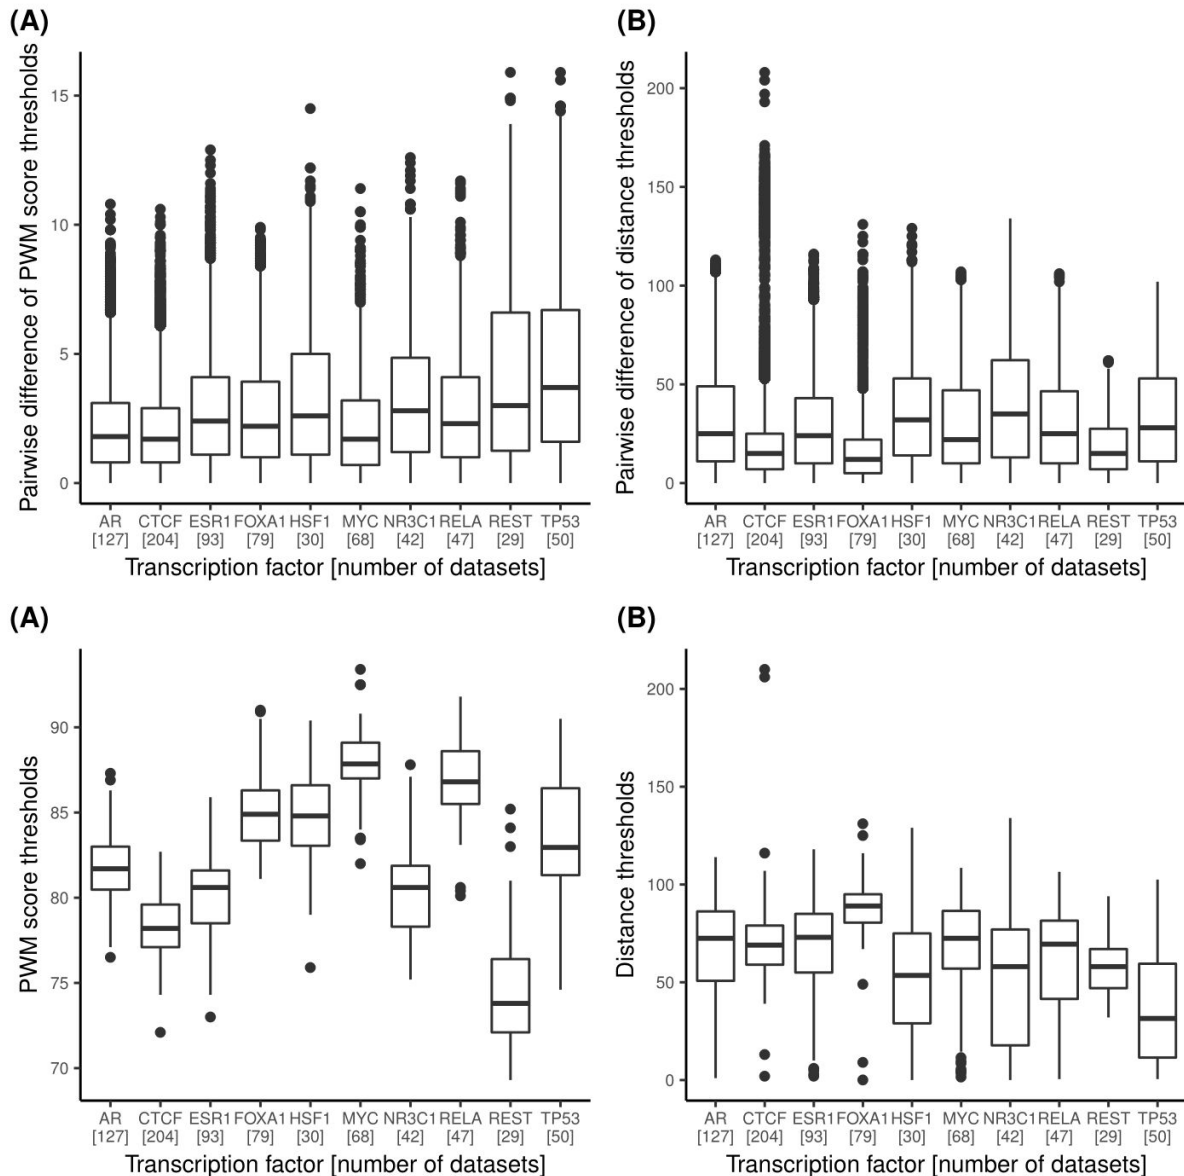 (A)
Pairwise difference of PWM score thresholds
15
10
5
0
AR CTCF ESR1 FOXA1 HSF1 MYC NR3C1 RELA REST TP53
[127] [204] [93] [79] [30] [68] [42] [47] [29] [50]
Transcription factor [number of datasets]
(B)
Pairwise difference of distance thresholds
200
150
100
50
0
AR CTCF ESR1 FOXA1 HSF1 MYC NR3C1 RELA REST TP53
[127] [204] [93] [79] [30] [68] [42] [47] [29] [50]
Transcription factor [number of datasets]
(A)
PWM score thresholds
90
85
80
75
70
AR CTCF ESR1 FOXA1 HSF1 MYC NR3C1 RELA REST TP53
[127] [204] [93] [79] [30] [68] [42] [47] [29] [50]
Transcription factor [number of datasets]
(B)
Distance thresholds
200
150
100
50
0
AR CTCF ESR1 FOXA1 HSF1 MYC NR3C1 RELA REST TP53
[127] [204] [93] [79] [30] [68] [42] [47] [29] [50]
Transcription factor [number of datasets]